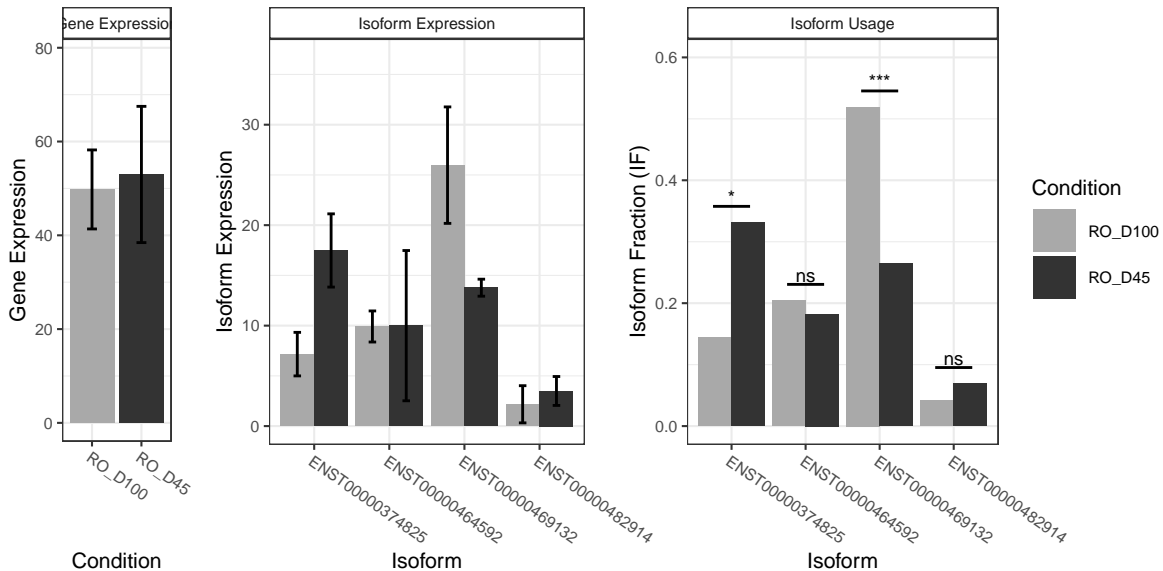 Gene Expression
Isoform Expression
Isoform Usage
Gene Expression
80
60
40
20
0
RO_D100
RO_D45
Condition
Isoform Expression
30
20
10
0
ENST00000374825
ENST00000464592
ENST00000469132
ENST00000482914
Isoform
Isoform Fraction (IF)
0.6
0.4
0.2
0.0
*
ns
***
ns
ENST00000374825
ENST00000464592
ENST00000469132
ENST00000482914
Isoform
Condition
RO_D100
RO_D45